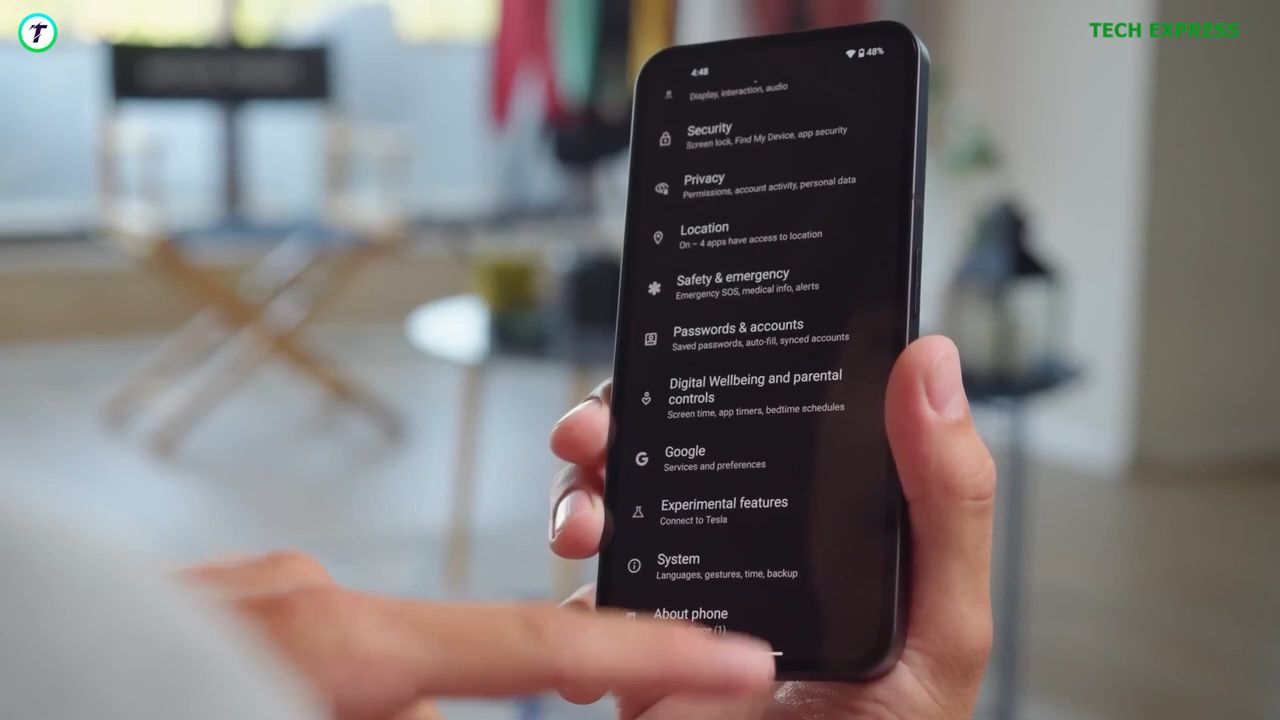 T
TECH EXPRESS
4:48
48%
Display, interaction, audio
Security
Screen lock, Find My Device, app security
Privacy
Permissions, account activity, personal data
Location
On – 4 apps have access to location
Safety & emergency
Emergency SOS, medical info, alerts
Passwords & accounts
Saved passwords, auto-fill, synced accounts
Digital Wellbeing and parental
controls
Screen time, app timers, bedtime schedules
Google
Services and preferences
Experimental features
Connect to Tesla
System
Languages, gestures, time, backup
About phone
(1)